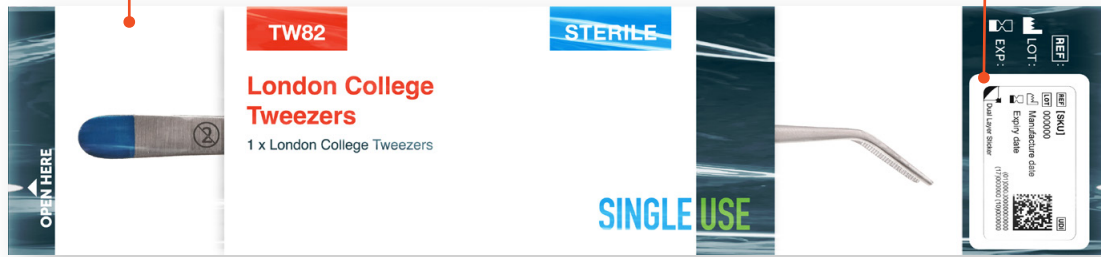 OPEN HERE
TW82
STERILE
London College
Tweezers
1 x London College Tweezers
SINGLE USE
2
REF :
LOT :
EXP :
REF [SKU]
LOT 000000
Manufacture date
Expiry date
Dual Layer Sticker
UDI